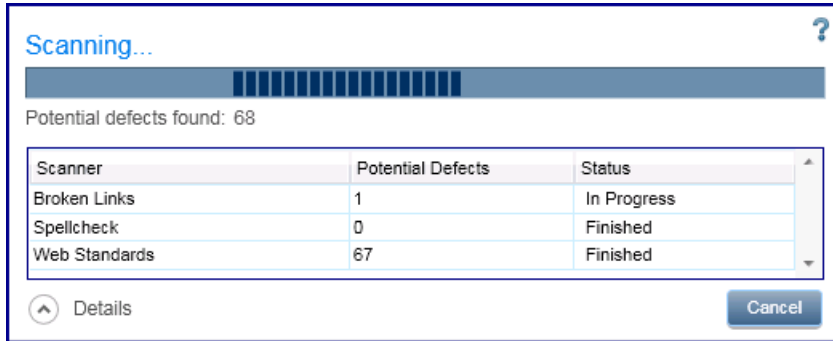 ?
Scanning...
Potential defects found: 68
Scanner Potential Defects Status
Broken Links 1 In Progress
Spellcheck 0 Finished
Web Standards 67 Finished
Details Cancel